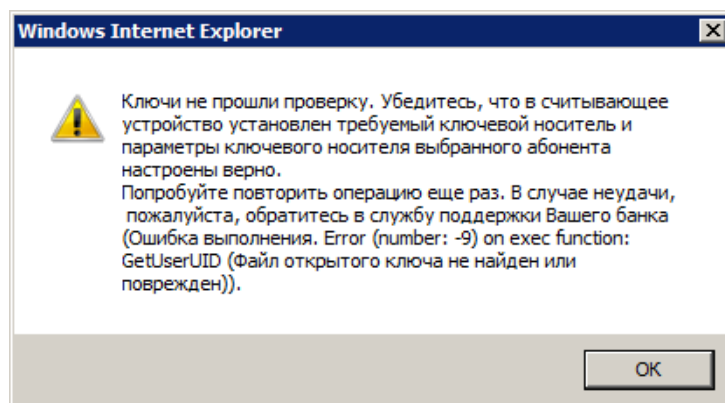 Windows Internet Explorer
Ключи не прошли проверку. Убедитесь, что в считывающее
устройство установлен требуемый ключевой носитель и
параметры ключевого носителя выбранного абонента
настроены верно.
Попробуйте повторить операцию еще раз. В случае неудачи,
пожалуйста, обратитесь в службу поддержки Вашего банка
(Ошибка выполнения. Error (number: -9) on exec function:
GetUserUID (Файл открытого ключа не найден или
поврежден)).
OK